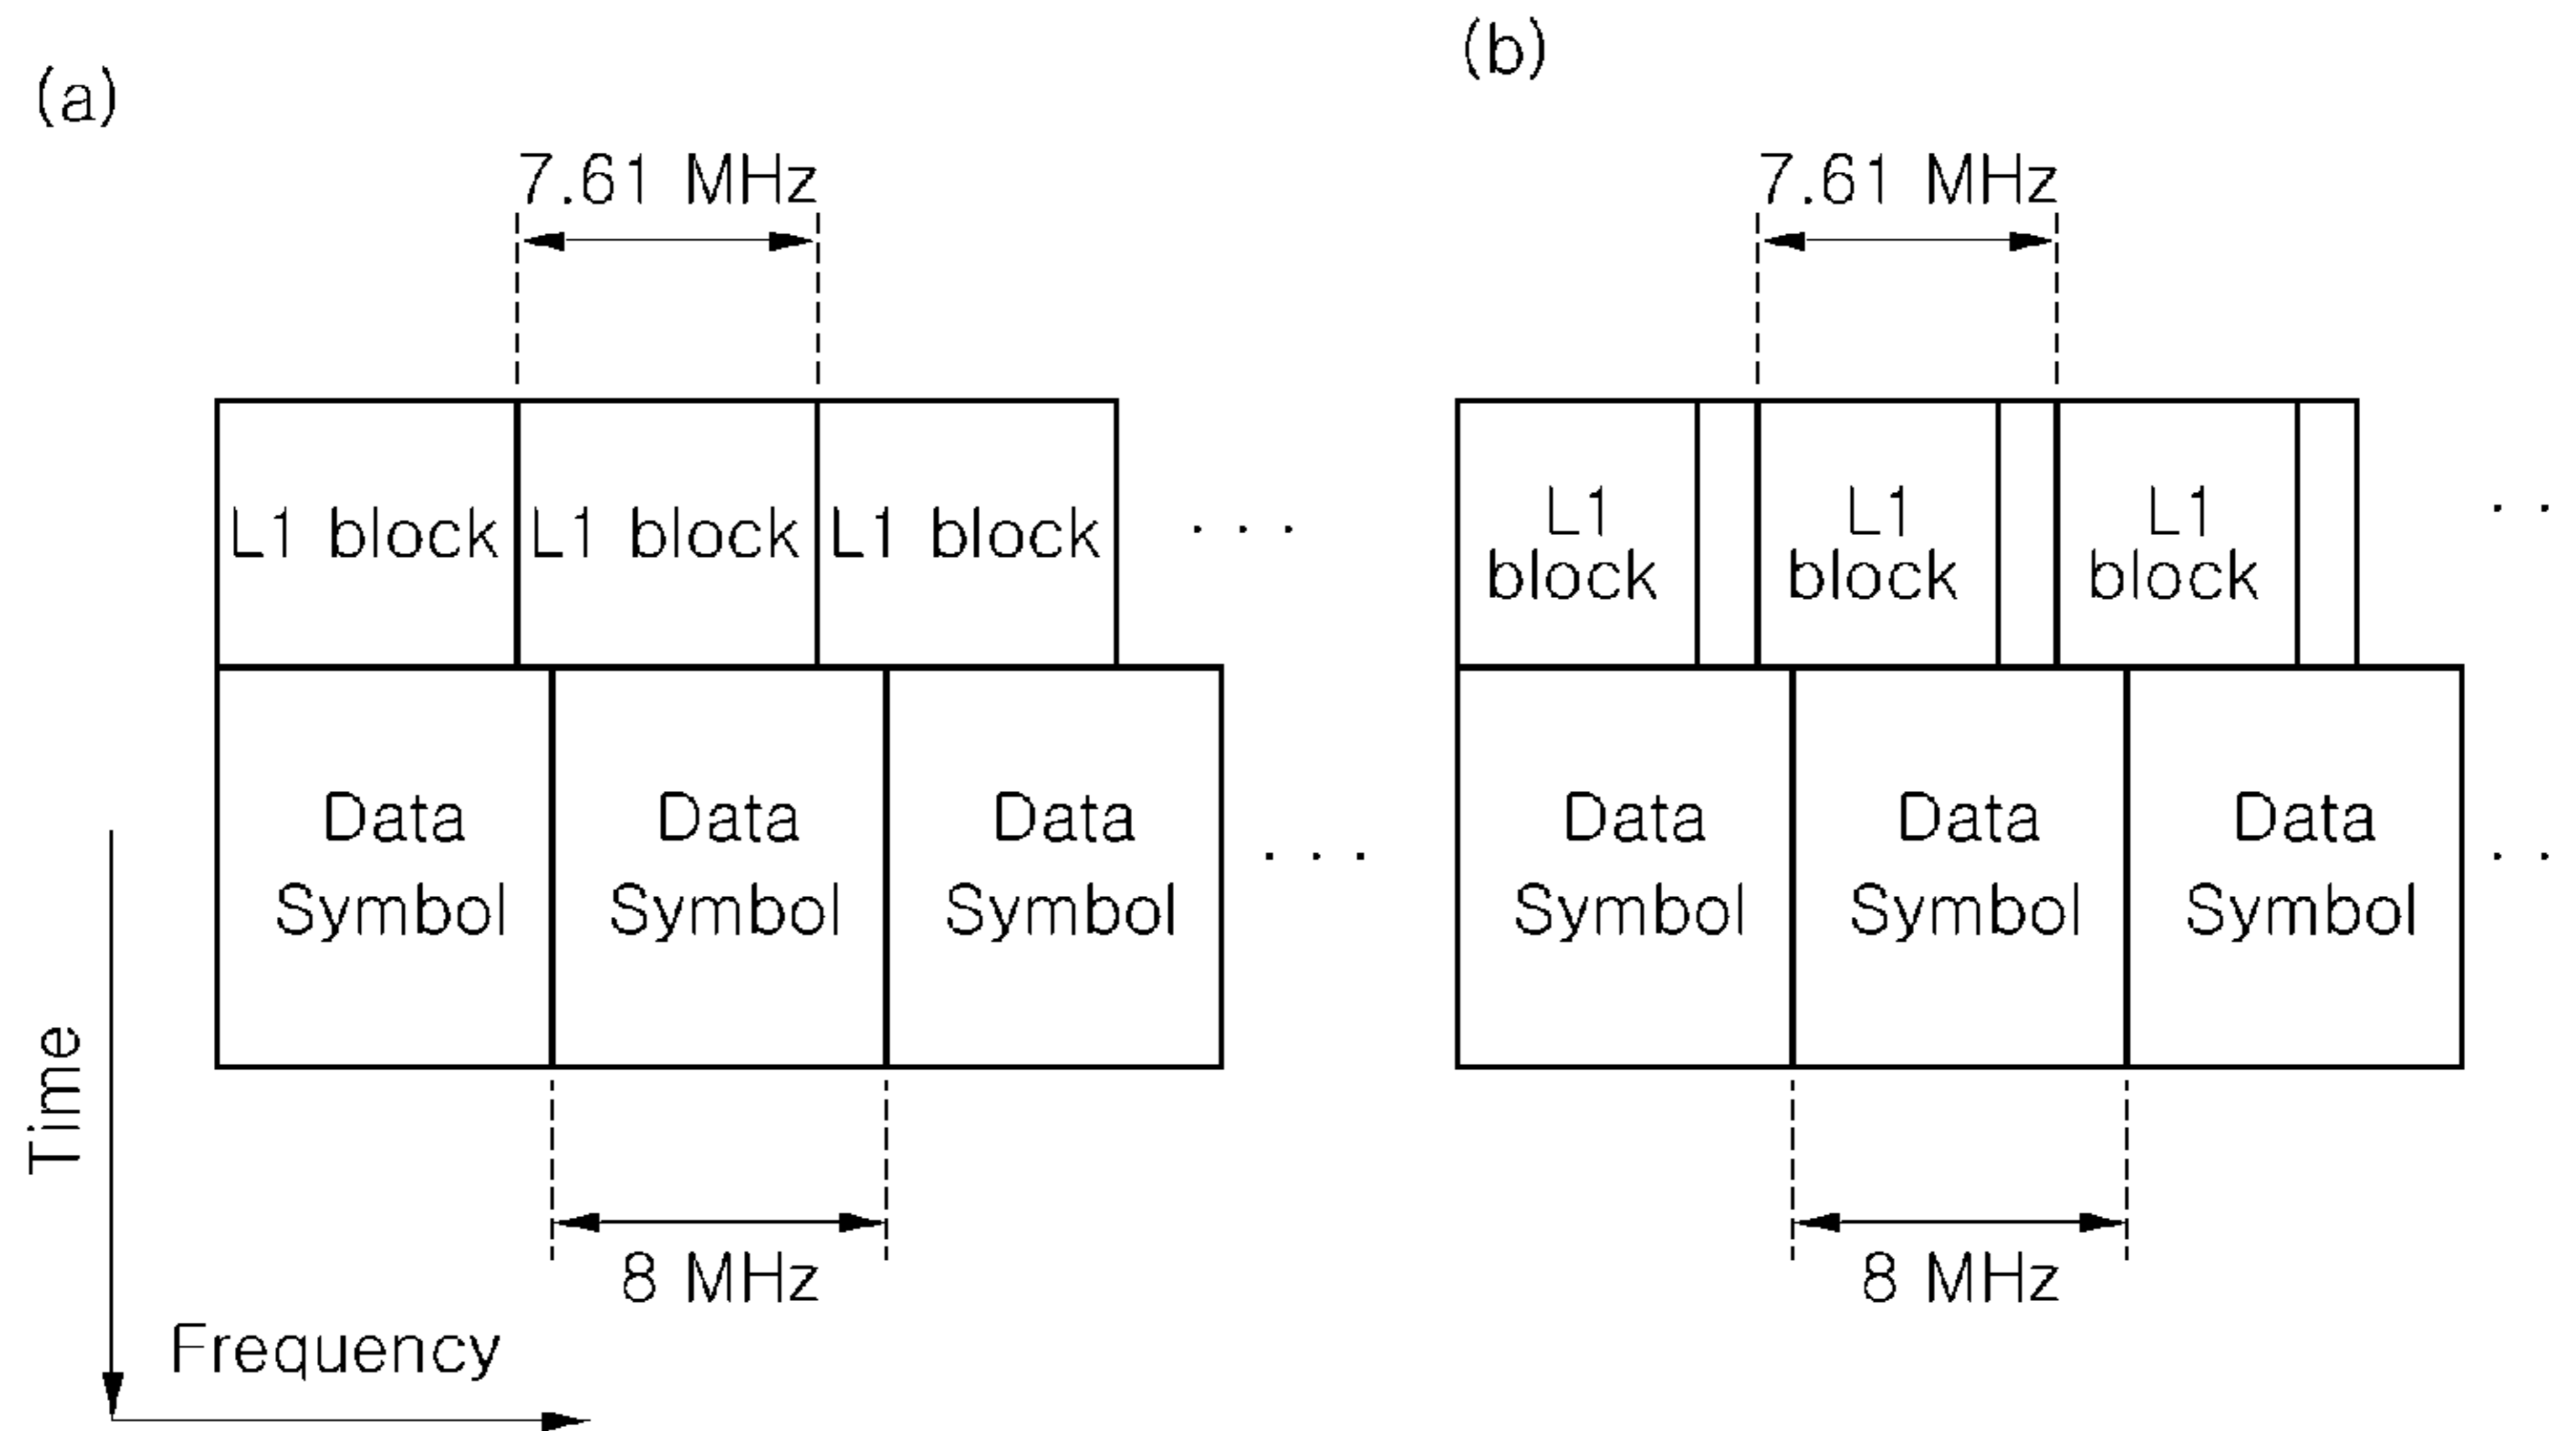 (a)
7.61 MHz
L1 block L1 block L1 block . . .
Data Data Data
Symbol Symbol Symbol
. . .
8 MHz
Time
Frequency
(b)
7.61 MHz
L1 L1 L1
block block block
. .
Data Data Data
Symbol Symbol Symbol
. .
8 MHz